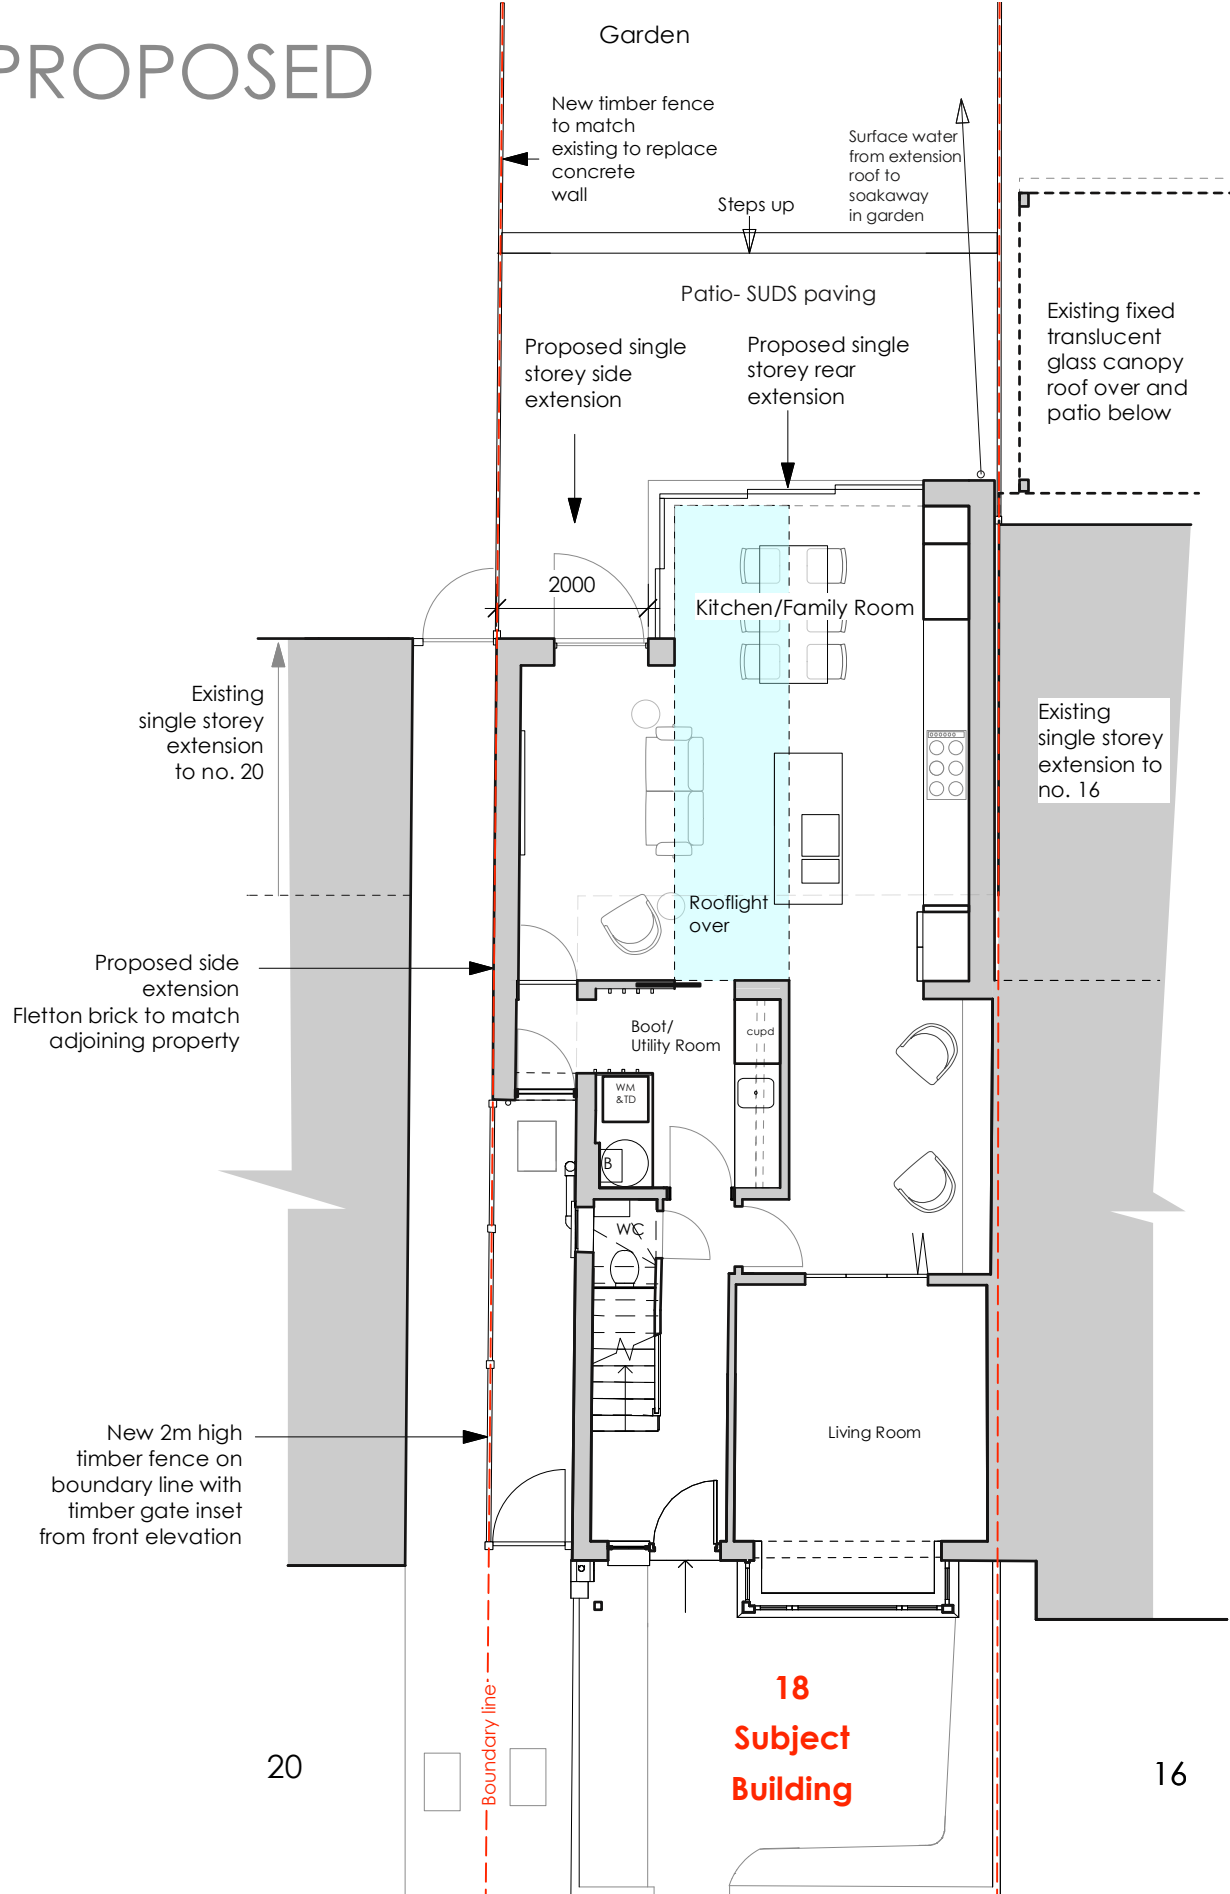 PROPOSED
Garden
New timber fence
to match
existing to replace
concrete
wall
Surface water
from extension
roof to
soakaway
in garden
Steps up
Patio- SUDS paving
Existing fixed
translucent
glass canopy
roof over and
patio below
Proposed single
storey side
extension
Proposed single
storey rear
extension
2000
Kitchen/Family Room
Existing
single storey
extension
to no. 20
Existing
single storey
extension to
no. 16
Rooflight
over
Proposed side
extension
Fletton brick to match
adjoining property
Boot/
Utility Room
cupd
WM
&TD
B
WC
New 2m high
timber fence on
boundary line with
timber gate inset
from front elevation
Living Room
18
Subject
Building
Boundary line
20
16